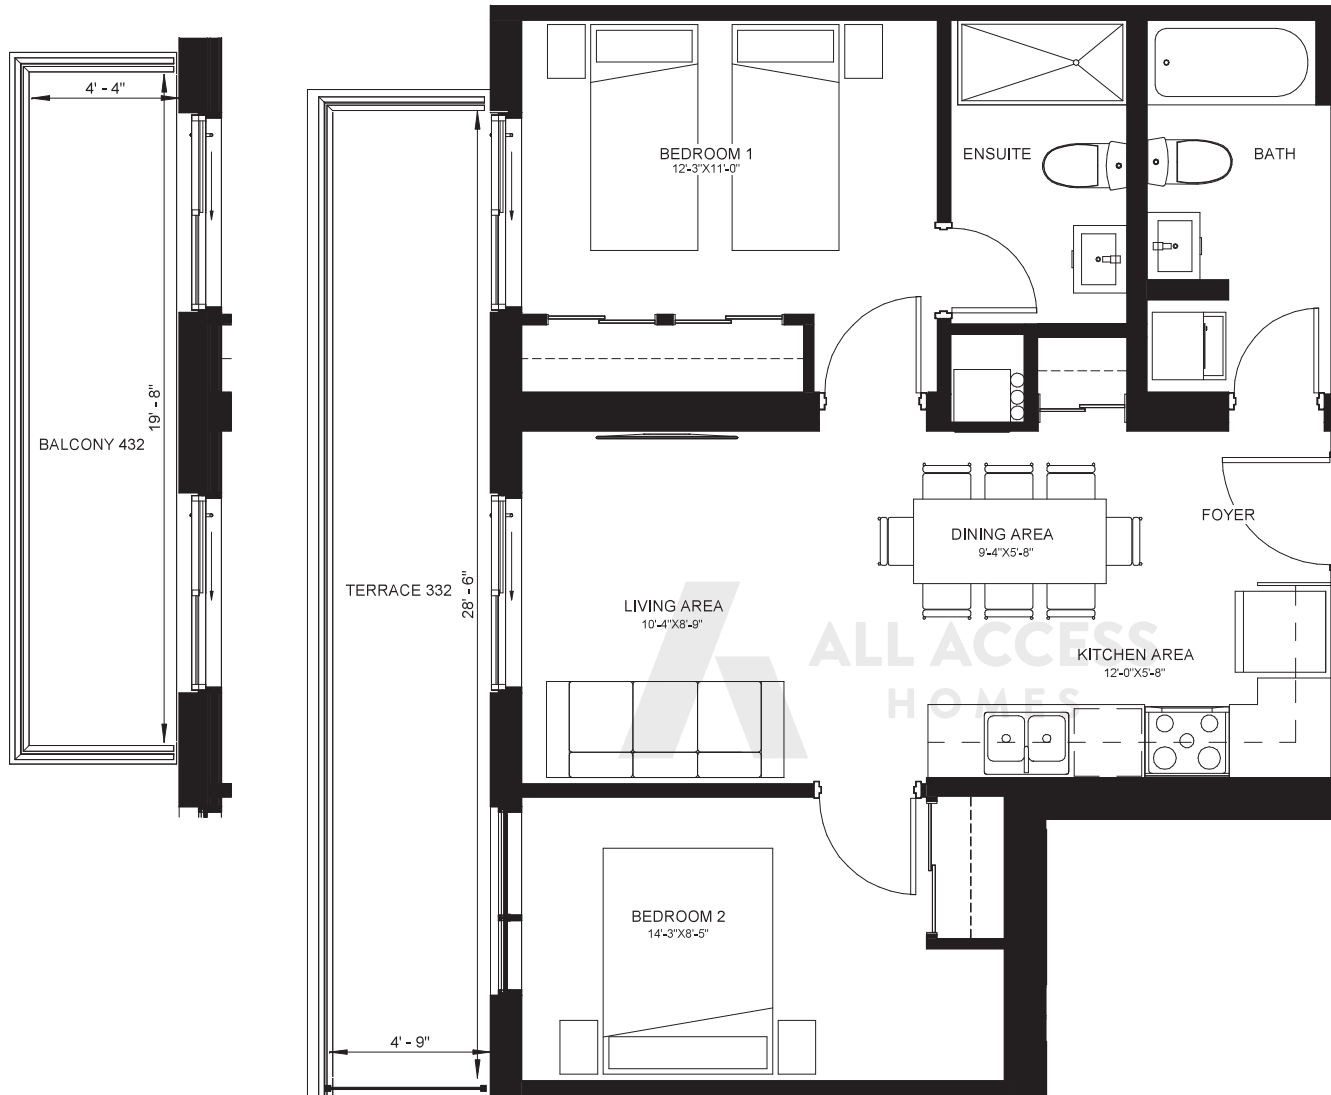 4' - 4"
19' - 8"
BALCONY 432
TERRACE 332
28' - 6"
4' - 9"
BEDROOM 1
12'-3"X11'-0"
ENSUITE
BATH
FOYER
DINING AREA
9'-4"X5'-8"
LIVING AREA
10'-4"X8'-9"
ALL ACCESS
HOMES
KITCHEN AREA
12'-0"X5'-8"
BEDROOM 2
14'-3"X8'-5"